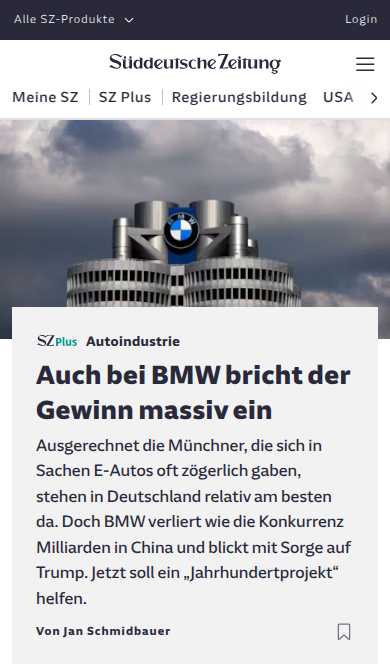 Alle SZ-Produkte
Login
Süddeutsche Zeitung
Meine SZ
SZ Plus
Regierungsbildung
USA
BMW
SZ Plus Autoindustrie
Auch bei BMW bricht der
Gewinn massiv ein
Ausgerechnet die Münchner, die sich in
Sachen E-Autos oft zögerlich gaben,
stehen in Deutschland relativ am besten
da. Doch BMW verliert wie die Konkurrenz
Milliarden in China und blickt mit Sorge auf
Trump. Jetzt soll ein „Jahrhundertprojekt“
helfen.
Von Jan Schmidbauer